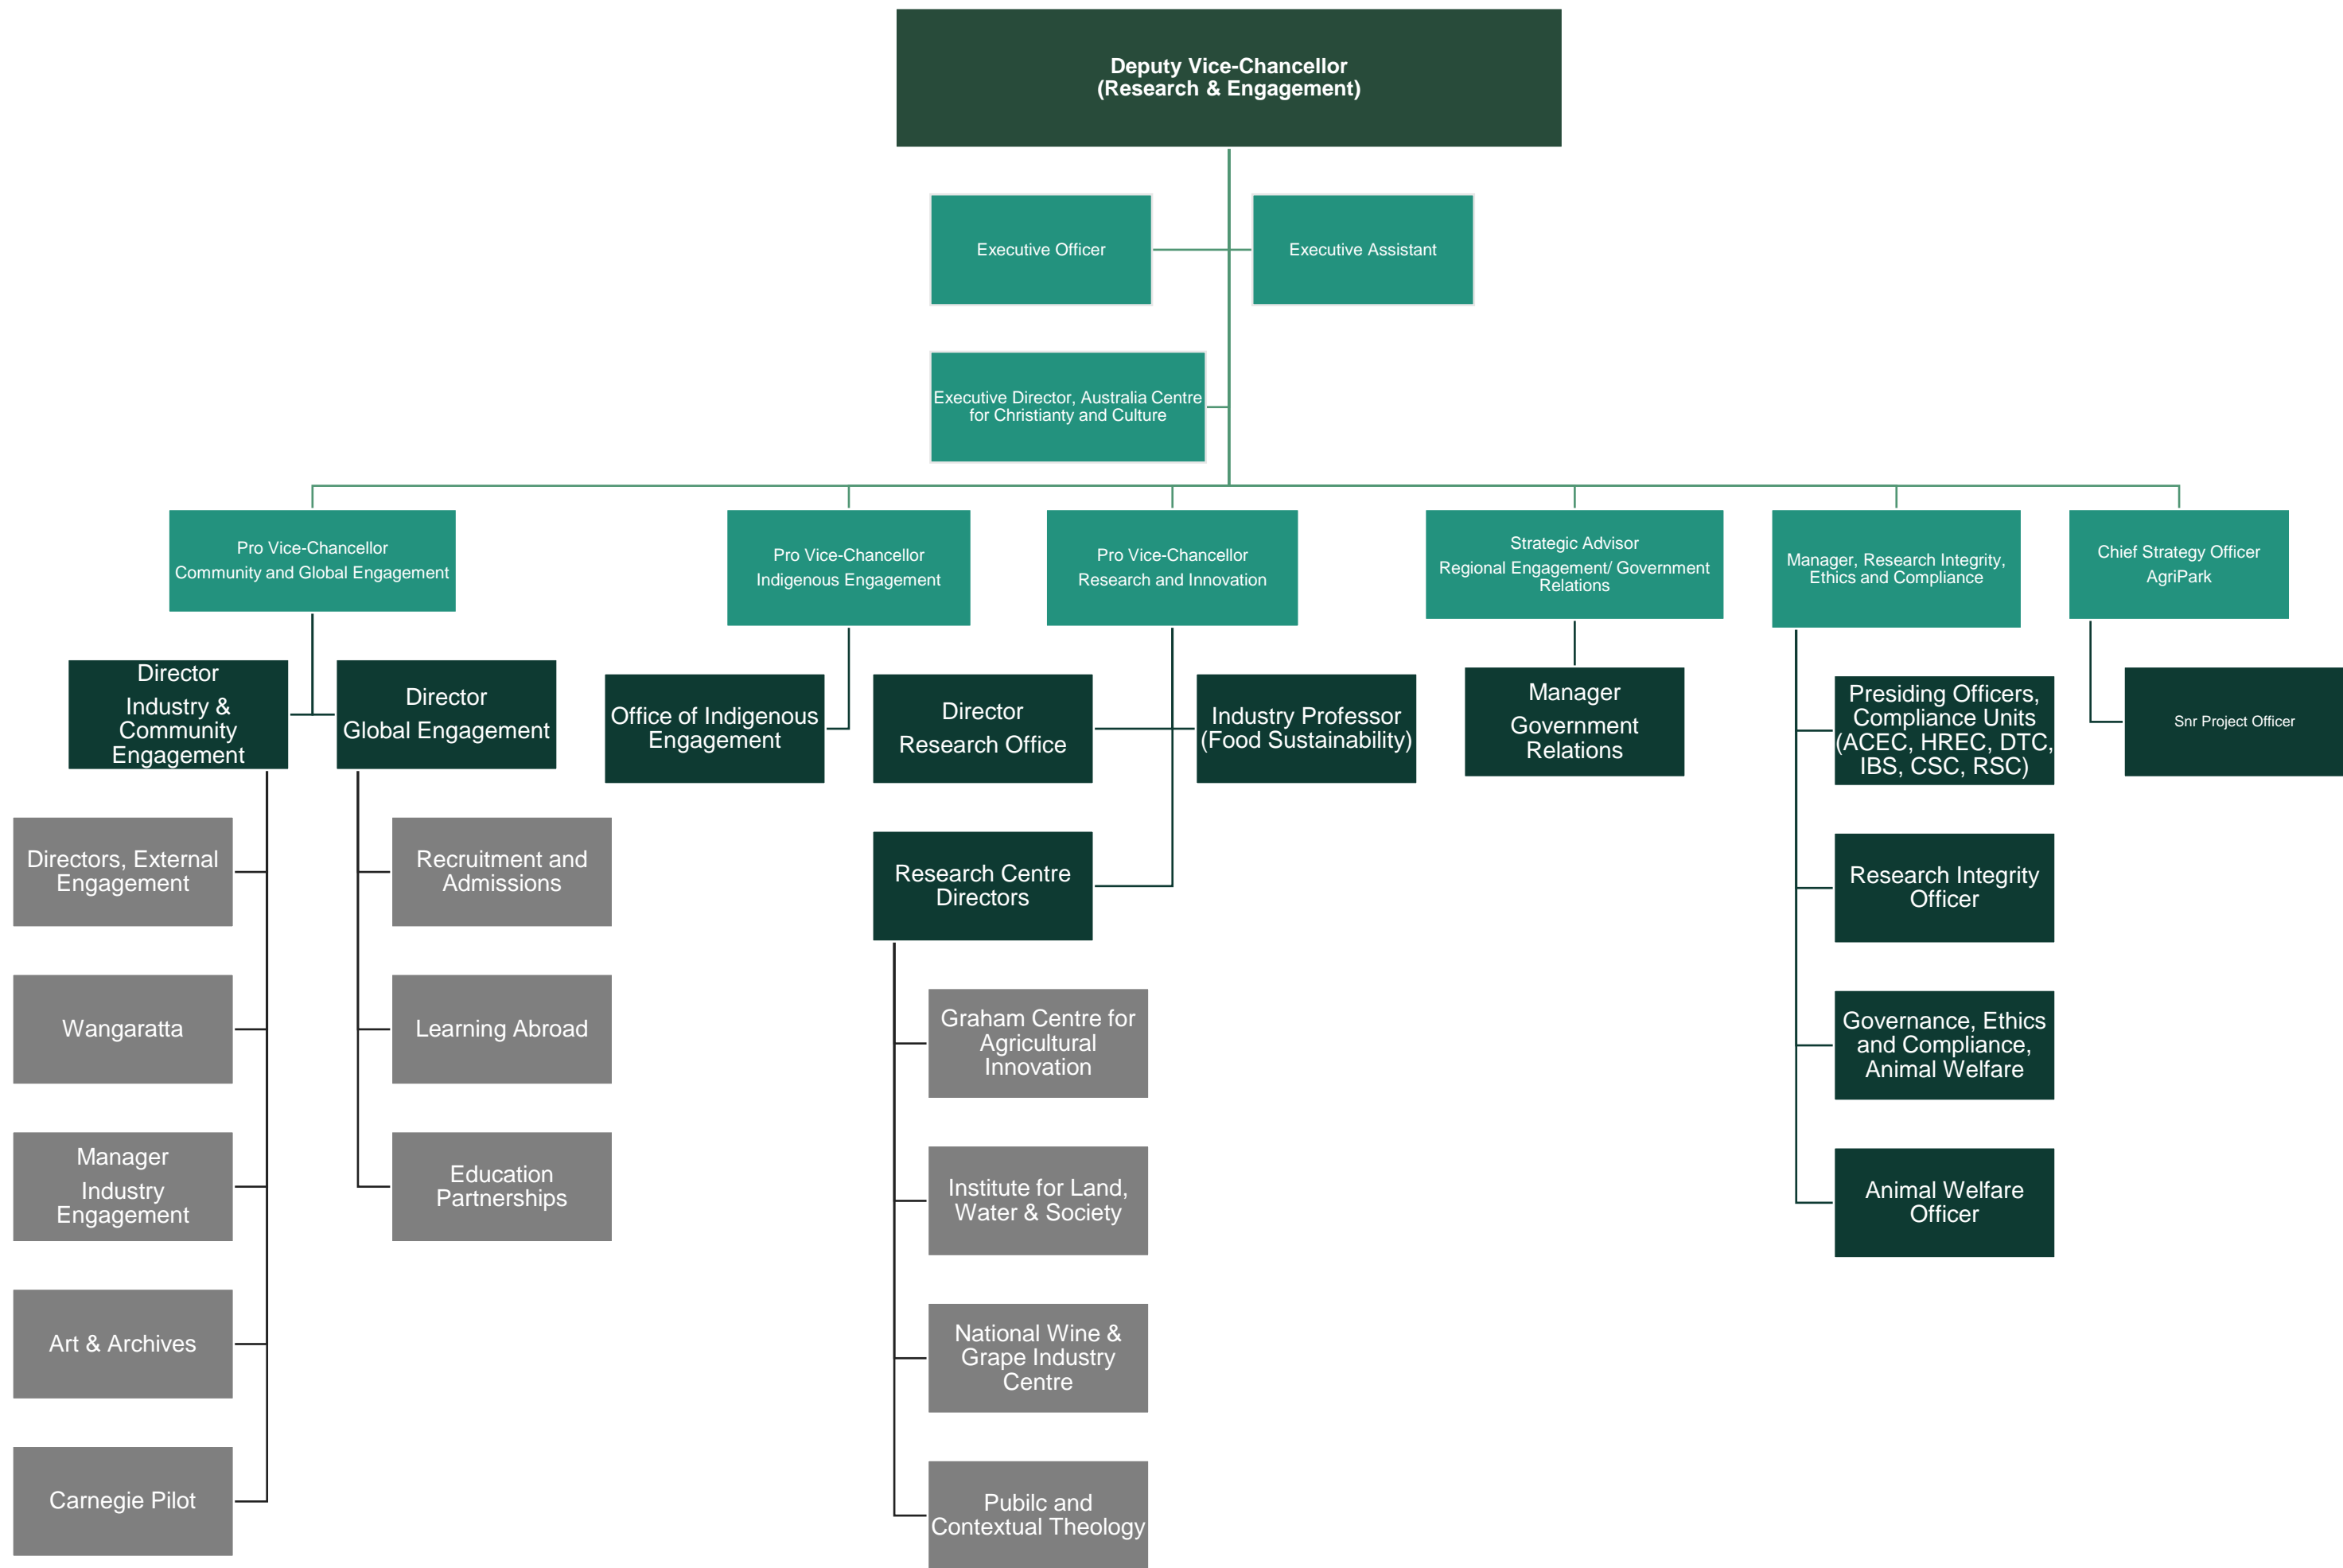 Deputy Vice-Chancellor
(Research & Engagement)
Executive Officer
Executive Assistant
Executive Director, Australia Centre
for Christianty and Culture
Pro Vice-Chancellor
Community and Global Engagement
Pro Vice-Chancellor
Indigenous Engagement
Pro Vice-Chancellor
Research and Innovation
Strategic Advisor
Regional Engagement/ Government
Relations
Manager, Research Integrity,
Ethics and Compliance
Chief Strategy Officer
AgriPark
Director
Industry &
Community
Engagement
Director
Global Engagement
Office of Indigenous
Engagement
Director
Research Office
Industry Professor
(Food Sustainability)
Manager
Government
Relations
Presiding Officers,
Compliance Units
(ACEC, HREC, DTC,
IBS, CSC, RSC)
Snr Project Officer
Directors, External
Engagement
Recruitment and
Admissions
Research Centre
Directors
Research Integrity
Officer
Wangaratta
Learning Abroad
Graham Centre for
Agricultural
Innovation
Governance, Ethics
and Compliance,
Animal Welfare
Manager
Industry
Engagement
Education
Partnerships
Institute for Land,
Water & Society
Animal Welfare
Officer
Art & Archives
National Wine &
Grape Industry
Centre
Carnegie Pilot
Pubilc and
Contextual Theology